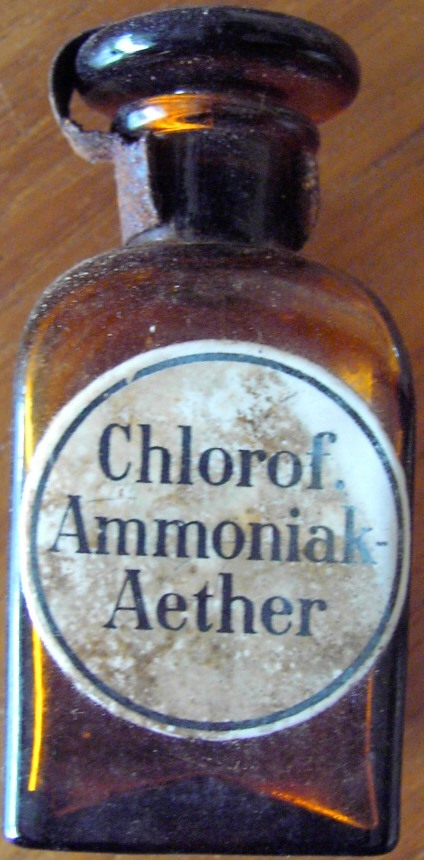 Chlorof.
Ammoniak-
Aether